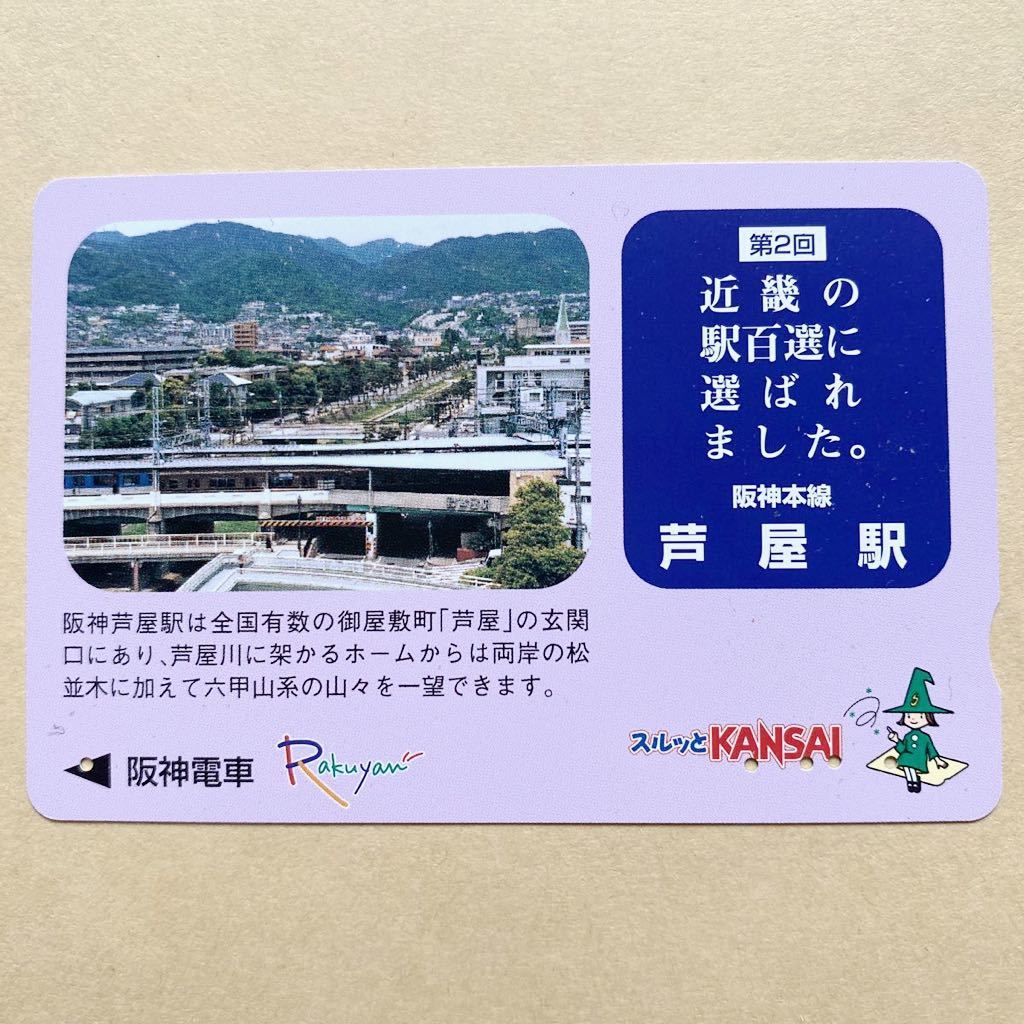 第2回
近畿の
駅百選に
選ばれ
ました。
阪神本線
芦屋駅
阪神芦屋駅は全国有数の御屋敷町「芦屋」の玄関
口にあり、芦屋川に架かるホームからは両岸の松
並木に加えて六甲山系の山々を一望できます。
阪神電車
Rakuyan
スルッとKANSAI